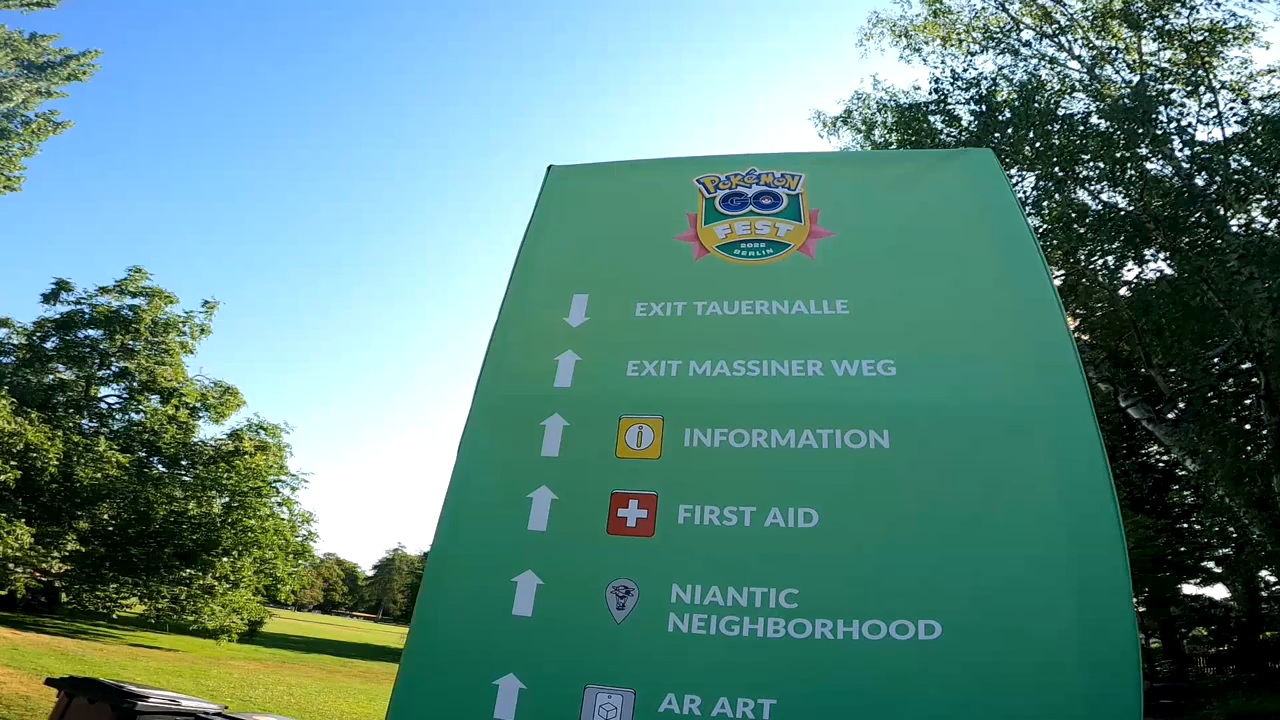 POKÉMON
GO
FEST
2022
BERLIN
EXIT TAUERNALLE
EXIT MASSINER WEG
INFORMATION
FIRST AID
NIANTIC
NEIGHBORHOOD
AR ART